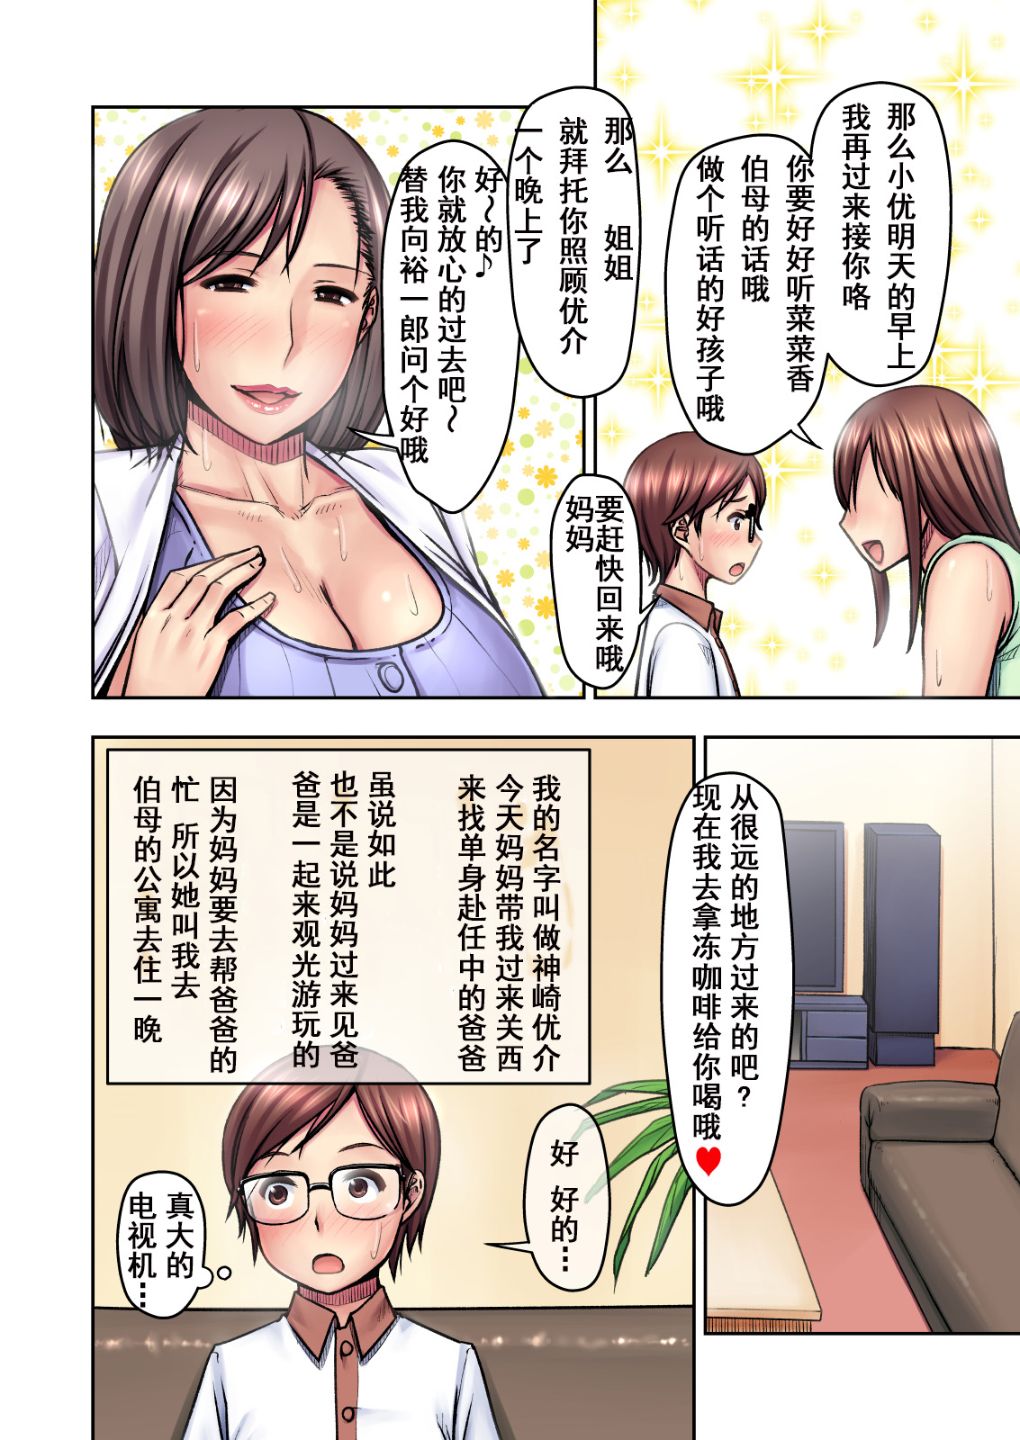 那么小优明天的早上
我再过来接你咯
你要好好听菜菜香
伯母的话哦
做个听话的好孩子哦
要赶快回来哦
妈妈
那么 姐姐
就拜托你照顾优介
一个晚上了
好～的♪
你就放心的过去吧～
替我向裕一郎问个好哦
从很远的地方过来的吧？
现在我去拿冻咖啡给你喝哦♥
我的名字叫做神崎优介
今天妈妈带我过来关西
来找单身赴任中的爸爸
虽说如此
也不是说妈妈过来见爸
爸是一起来观光游玩的
因为妈妈要去帮爸爸的
忙 所以她叫我去
伯母的公寓去住一晚
好 好的…
真大的
电视机…